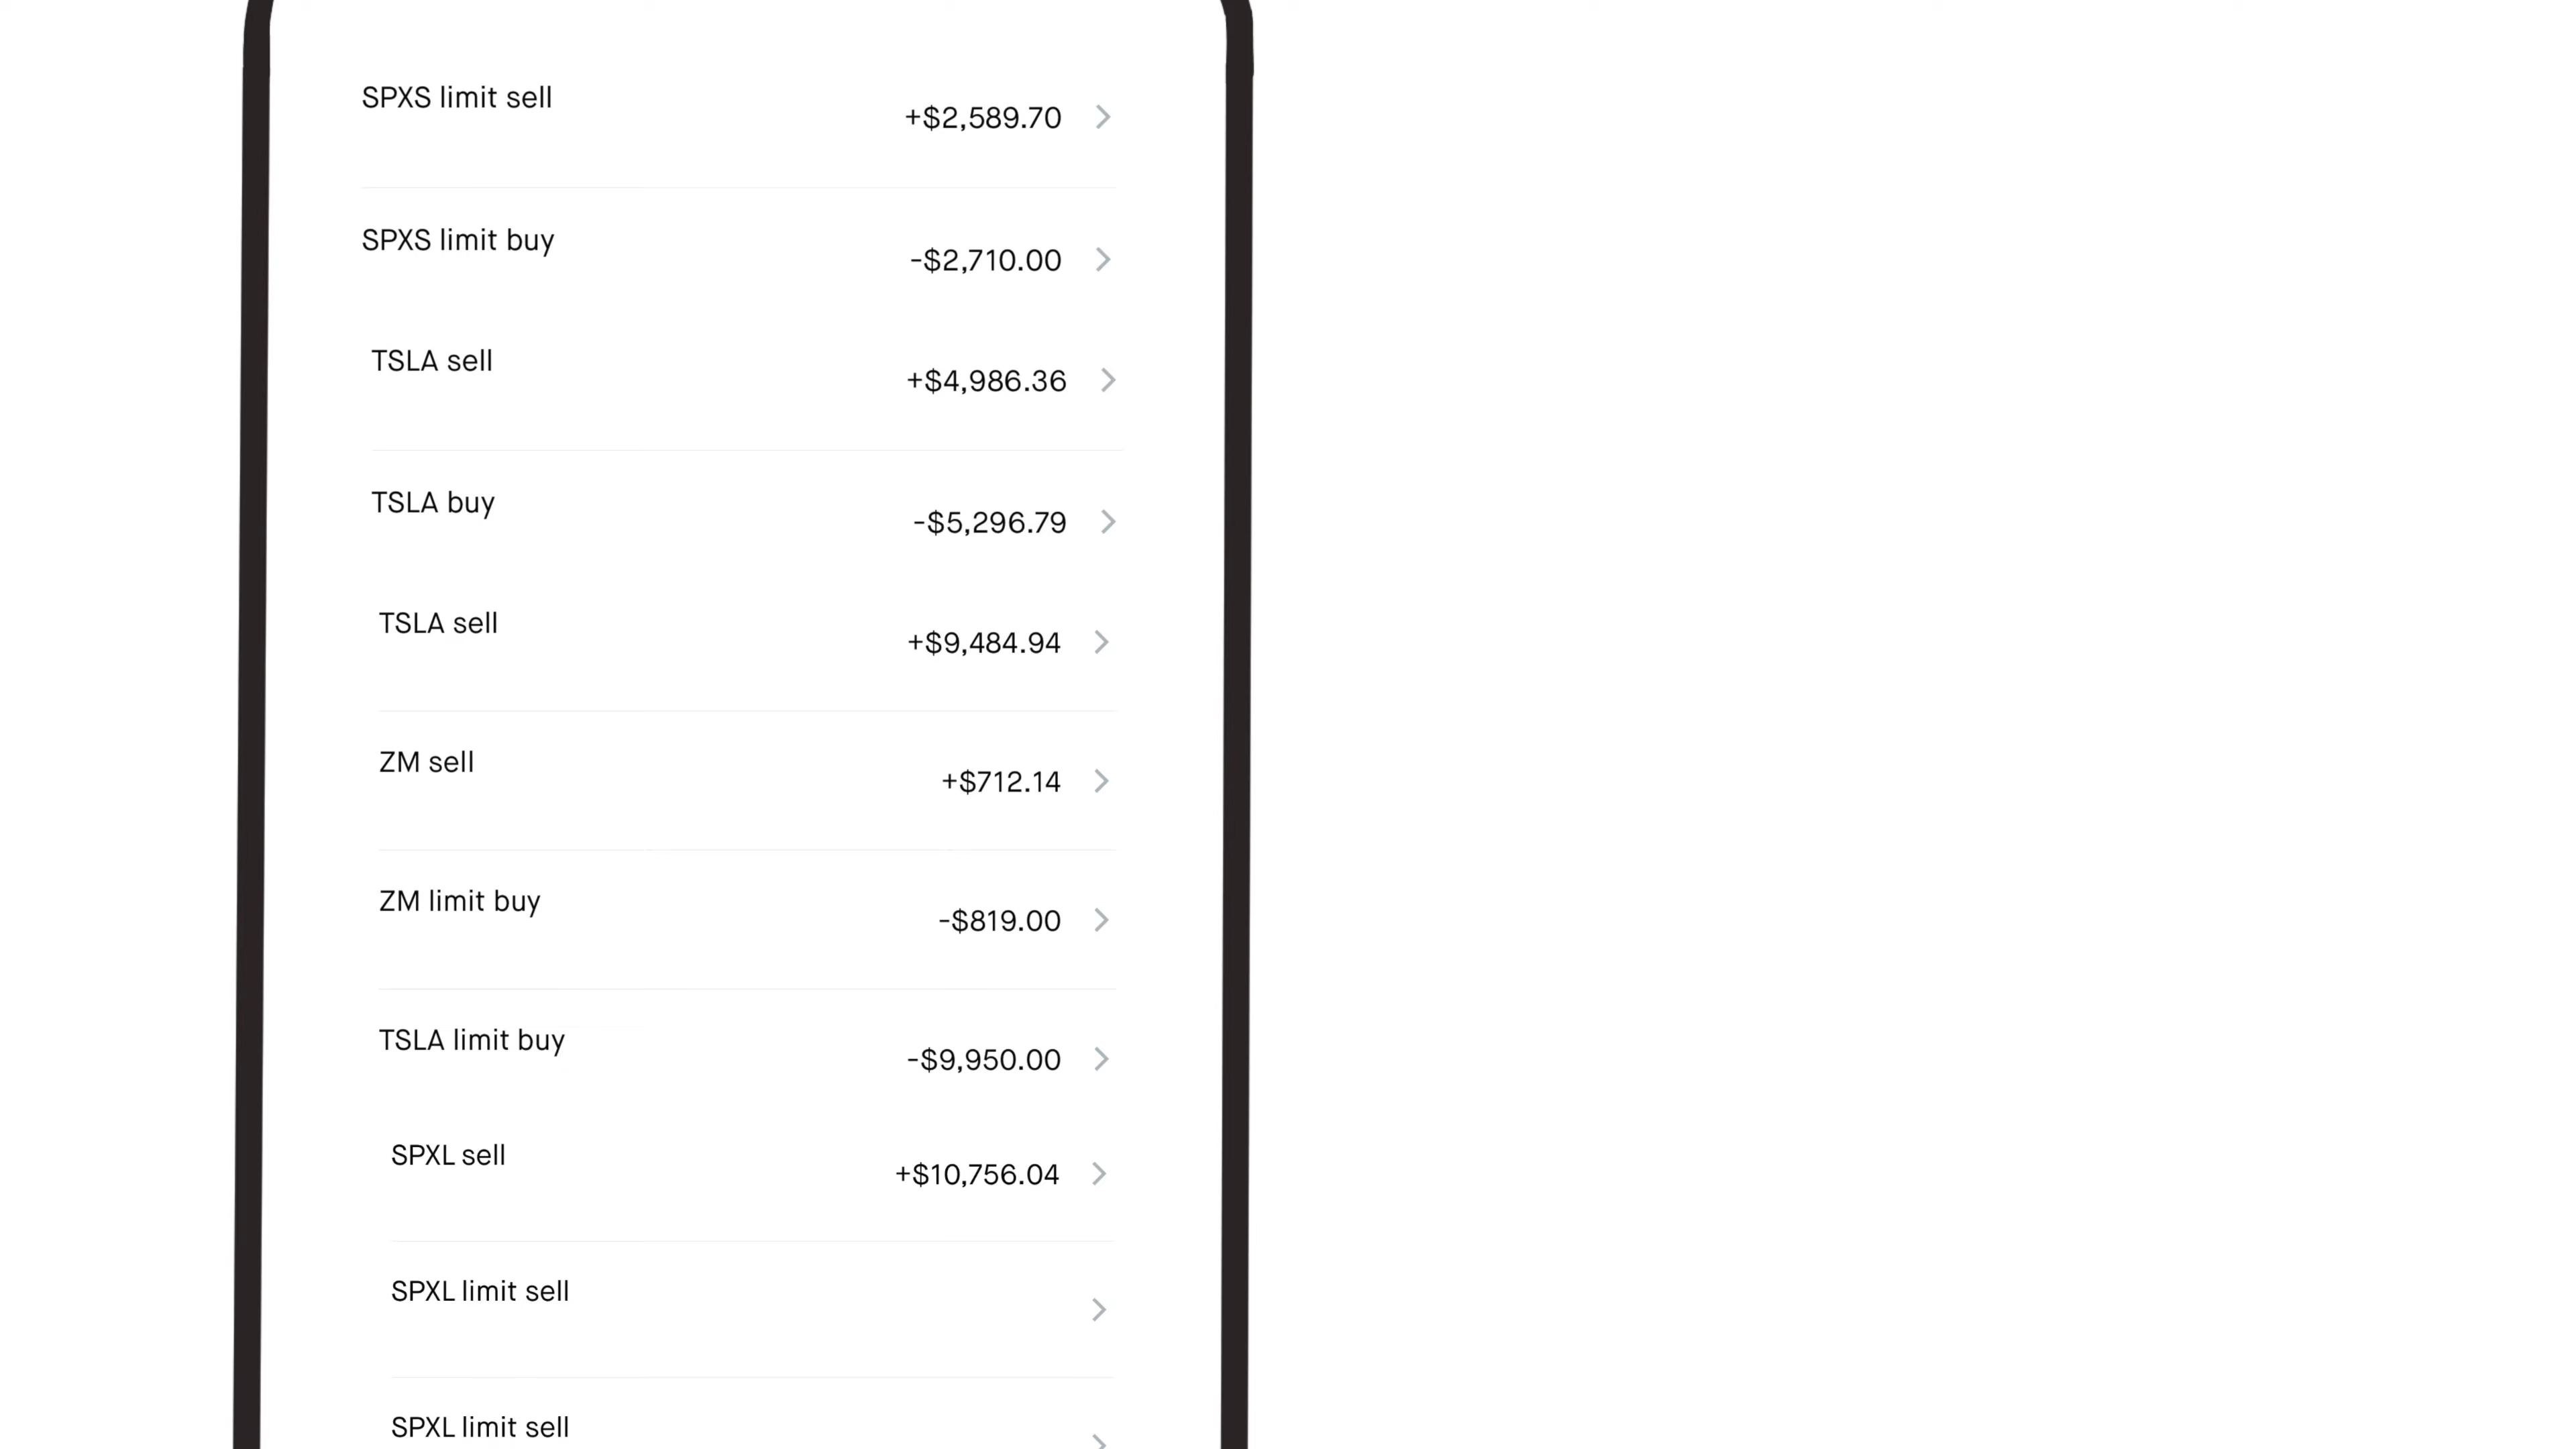 SPXS limit sell
+$2,589.70
SPXS limit buy
-$2,710.00
TSLA sell
+$4,986.36
TSLA buy
-$5,296.79
TSLA sell
+$9,484.94
ZM sell
+$712.14
ZM limit buy
-$819.00
TSLA limit buy
-$9,950.00
SPXL sell
+$10,756.04
SPXL limit sell
SPXL limit sell